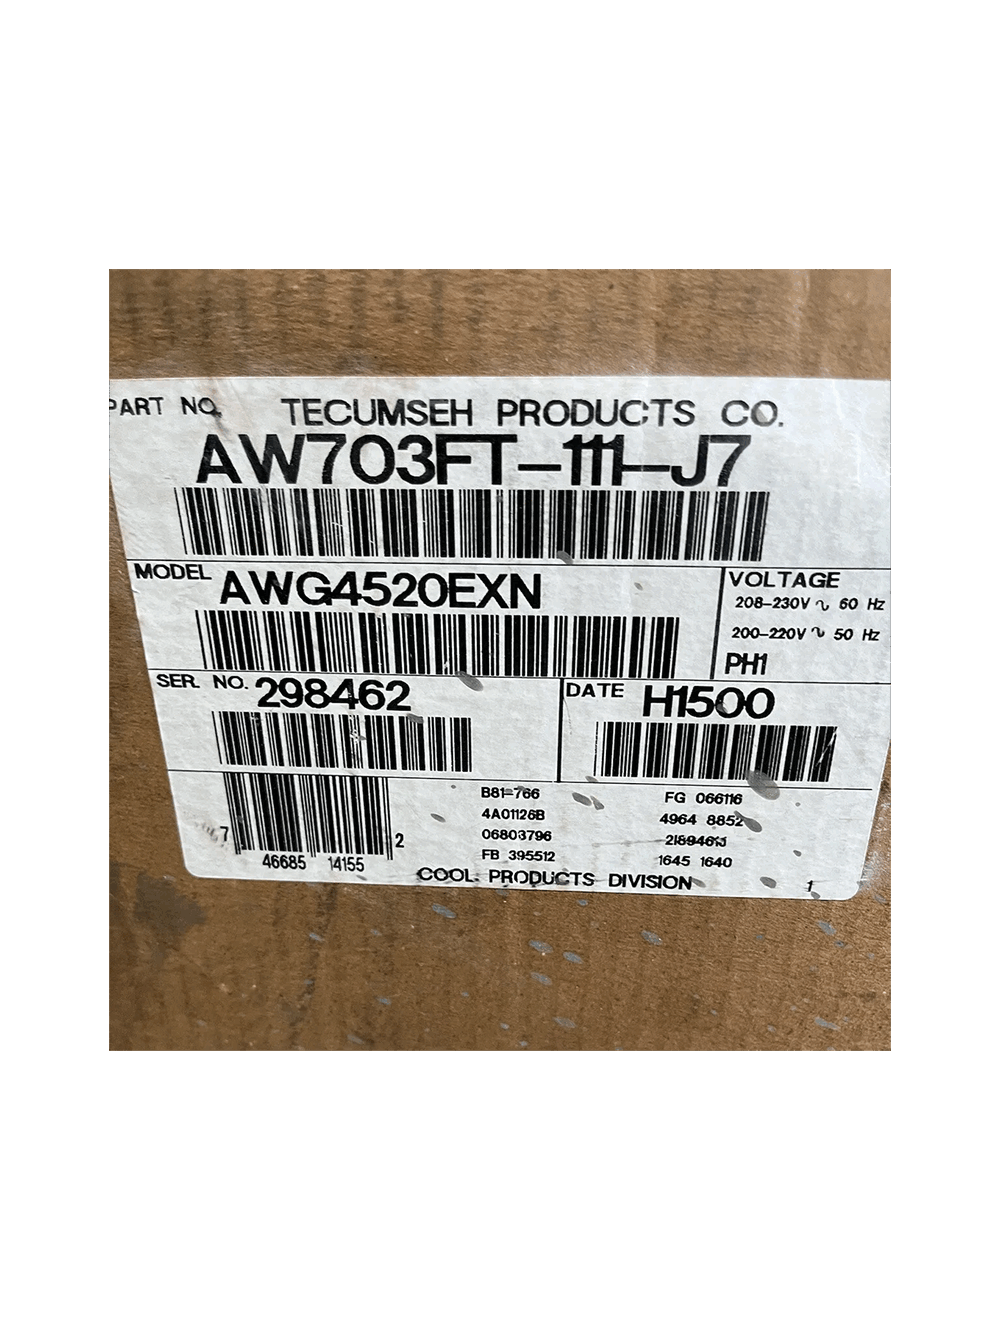 PART NO. TECUMSEH PRODUCTS CO.
AW703FT-111-J7
MODEL AWG4520EXN
VOLTAGE
208-230V ∿ 60 Hz
200-220V ∿ 50 Hz
PH1
SER. NO. 298462
DATE H1500
7 46685 14155 2
B81-766
4A01126B
06803796
FB 395512
FG 066116
4964 8852
1645 1640
COOL PRODUCTS DIVISION
1